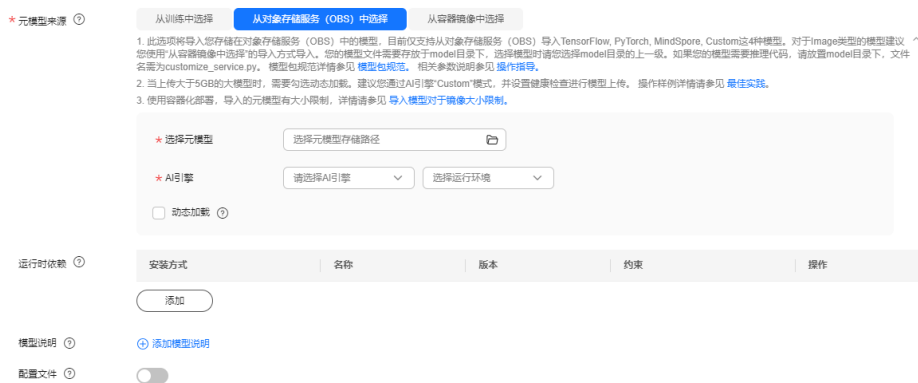 * 元模型来源 ?
从训练中选择 从对象存储服务（OBS）中选择 从容器镜像中选择
1. 此选项将导入您存储在对象存储服务（OBS）中的模型，目前仅支持从对象存储服务（OBS）导入TensorFlow, PyTorch, MindSpore, Custom这4种模型。对于Image类型的模型建议
您使用“从容器镜像中选择”的导入方式导入。您的模型文件需要存放于model目录下，选择模型时请您选择model目录的上一级。如果您的模型需要推理代码，请放置model目录下，文件
名需为customize_service.py。 模型包规范详情参见 模型包规范。 相关参数说明参见 操作指导。
2. 当上传大于5GB的大模型时，需要勾选动态加载。建议您通过AI引擎“Custom”模式，并设置健康检查进行模型上传。 操作样例详情请参见 最佳实践。
3. 使用容器化部署，导入的元模型有大小限制，详情请参见 导入模型对于镜像大小限制。
* 选择元模型 选择元模型存储路径
* AI引擎 请选择AI引擎 选择运行环境
动态加载 ?
运行时依赖 ?
安装方式 名称 版本 约束 操作
添加
模型说明 ? 添加模型说明
配置文件 ?